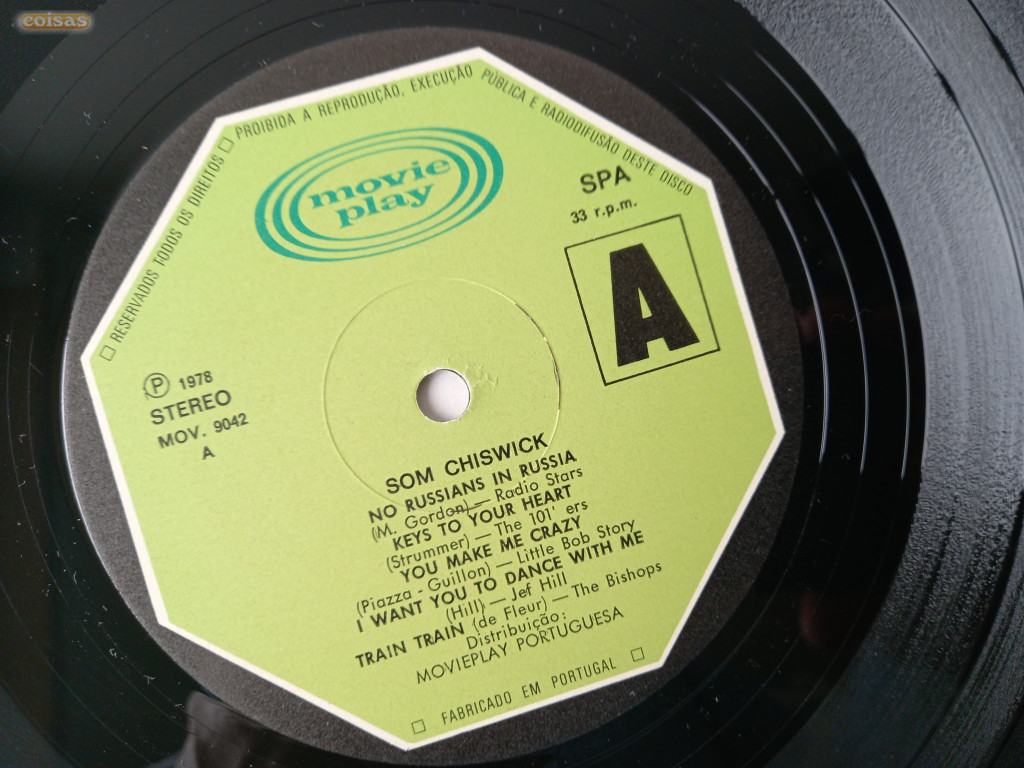 coisas
□ RESERVADOS TODOS OS DIREITOS □ PROIBIDA A REPRODUÇÃO, EXECUÇÃO PÚBLICA E RADIODIFUSÃO DESTE DISCO
movie
play
SPA
33 r.p.m.
A
Ⓟ 1978
STEREO
MOV. 9042
A
SOM CHISWICK
NO RUSSIANS IN RUSSIA
(M. Gordon) — Radio Stars
KEYS TO YOUR HEART
(Strummer) — The 101' ers
YOU MAKE ME CRAZY
(Piazza - Guillon) — Little Bob Story
I WANT YOU TO DANCE WITH ME
(Hill) — Jef Hill
TRAIN TRAIN (de Fleur) — The Bishops
Distribuição:
MOVIEPLAY PORTUGUESA
□ FABRICADO EM PORTUGAL □